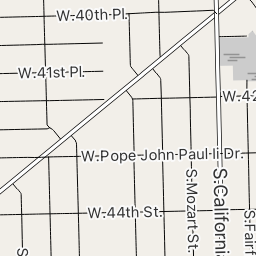 W. 40th Pl.
W. 41st Pl.
W. 42
W. Pope John Paul Ii Dr.
S. Mozart St.
S. California
S. Fairf
W. 44th St.
S